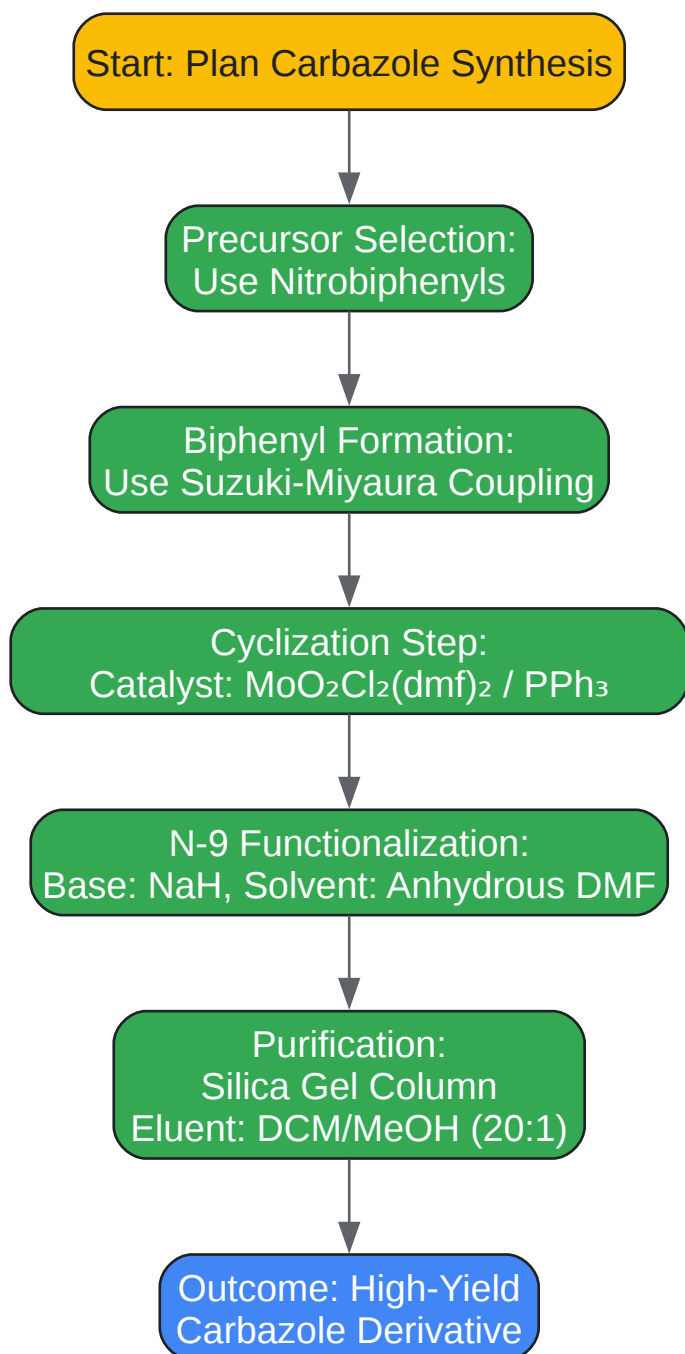 Start: Plan Carbazole Synthesis
Precursor Selection:
Use Nitrobiphenyls
Biphenyl Formation:
Use Suzuki-Miyaura Coupling
Cyclization Step:
Catalyst: MoO₂Cl₂(dmf)₂ / PPh₃
N-9 Functionalization:
Base: NaH, Solvent: Anhydrous DMF
Purification:
Silica Gel Column
Eluent: DCM/MeOH (20:1)
Outcome: High-Yield
Carbazole Derivative